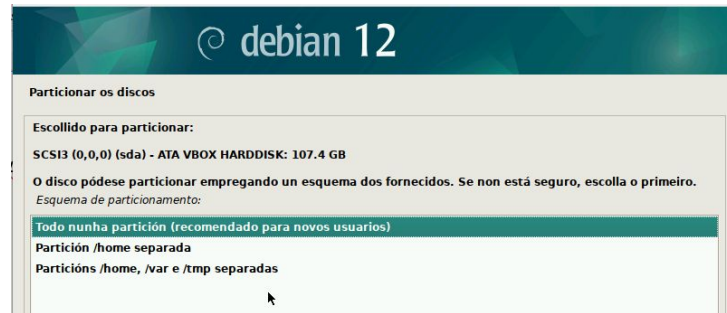 debian 12
Particionar os discos
Escollido para particionar:
SCSI3 (0,0,0) (sda) - ATA VBOX HARDDISK: 107.4 GB
O disco pódese particionar empregando un esquema dos fornecidos. Se non está seguro, escolla o primeiro.
Esquema de particionamento:
Todo nunha partición (recomendado para novos usuarios)
Partición /home separada
Particións /home, /var e /tmp separadas